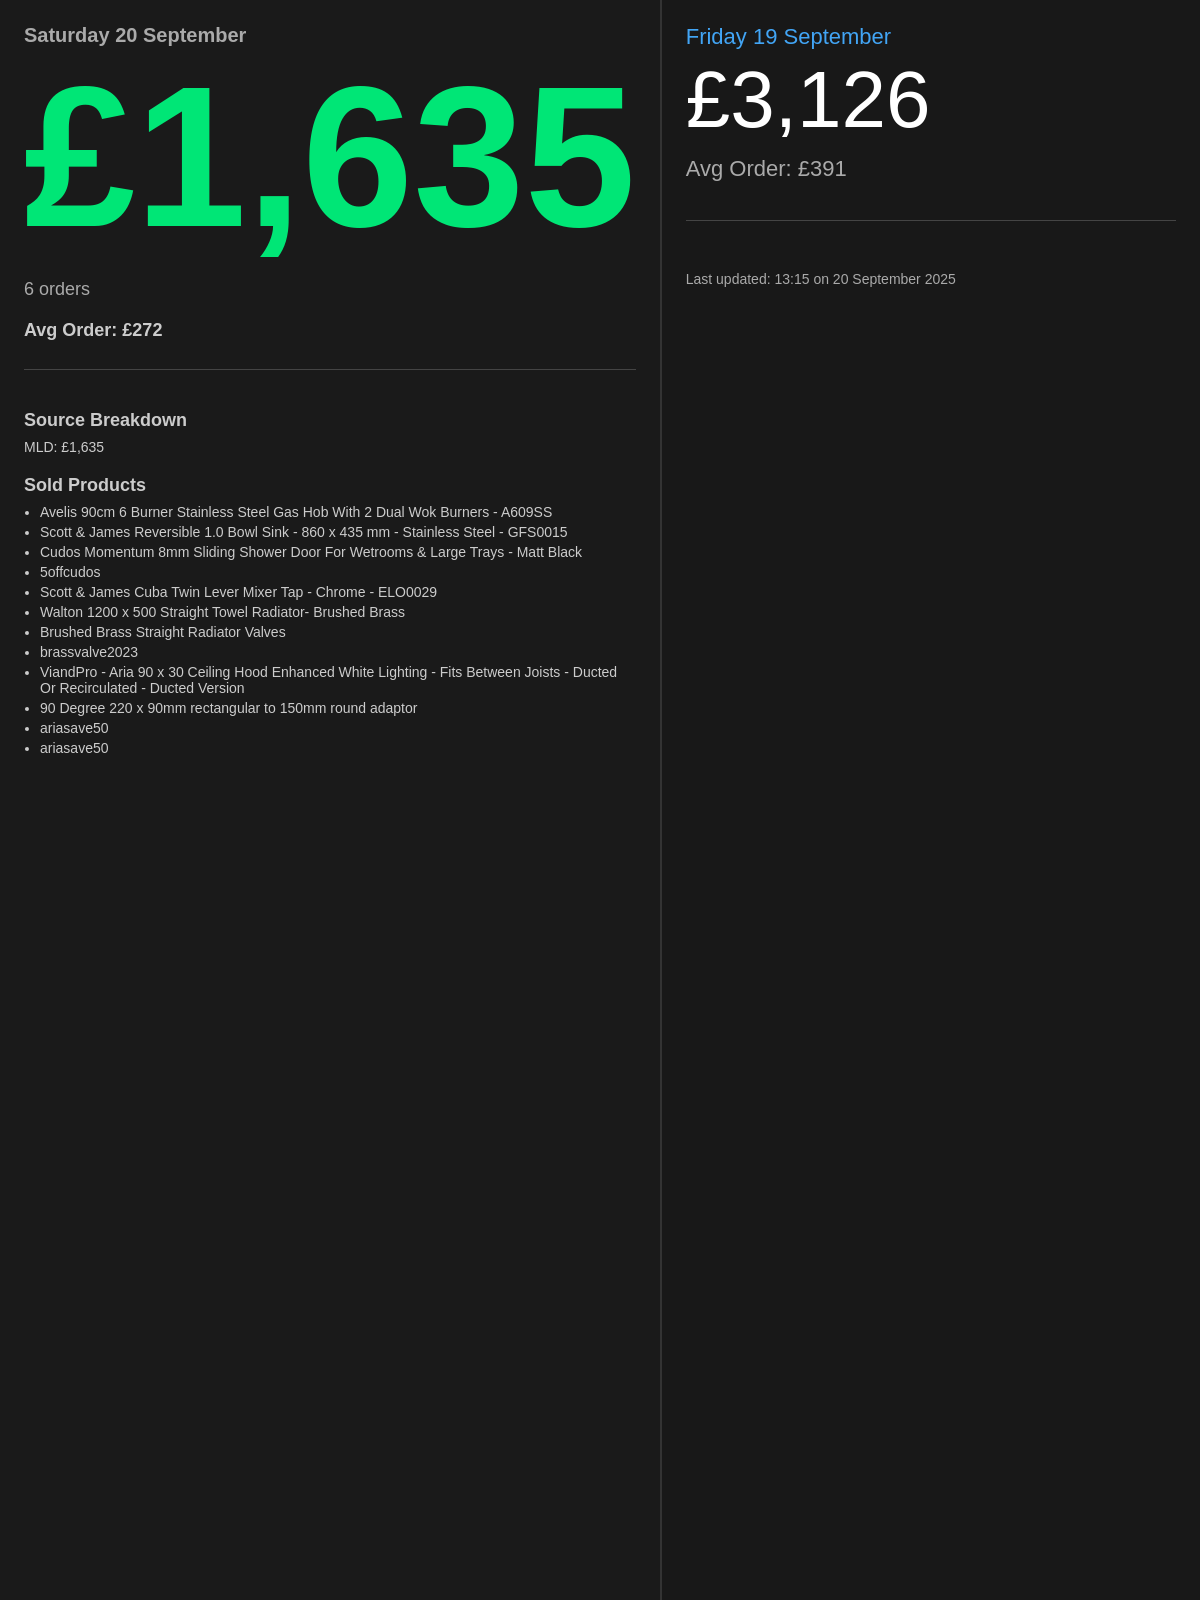 Saturday 20 September
£1,635
6 orders
Avg Order: £272
Source Breakdown
MLD: £1,635
Sold Products
• Avelis 90cm 6 Burner Stainless Steel Gas Hob With 2 Dual Wok Burners - A609SS
• Scott & James Reversible 1.0 Bowl Sink - 860 x 435 mm - Stainless Steel - GFS0015
• Cudos Momentum 8mm Sliding Shower Door For Wetrooms & Large Trays - Matt Black
• 5offcudos
• Scott & James Cuba Twin Lever Mixer Tap - Chrome - ELO0029
• Walton 1200 x 500 Straight Towel Radiator- Brushed Brass
• Brushed Brass Straight Radiator Valves
• brassvalve2023
• ViandPro - Aria 90 x 30 Ceiling Hood Enhanced White Lighting - Fits Between Joists - Ducted
Or Recirculated - Ducted Version
• 90 Degree 220 x 90mm rectangular to 150mm round adaptor
• ariasave50
• ariasave50
Friday 19 September
£3,126
Avg Order: £391
Last updated: 13:15 on 20 September 2025